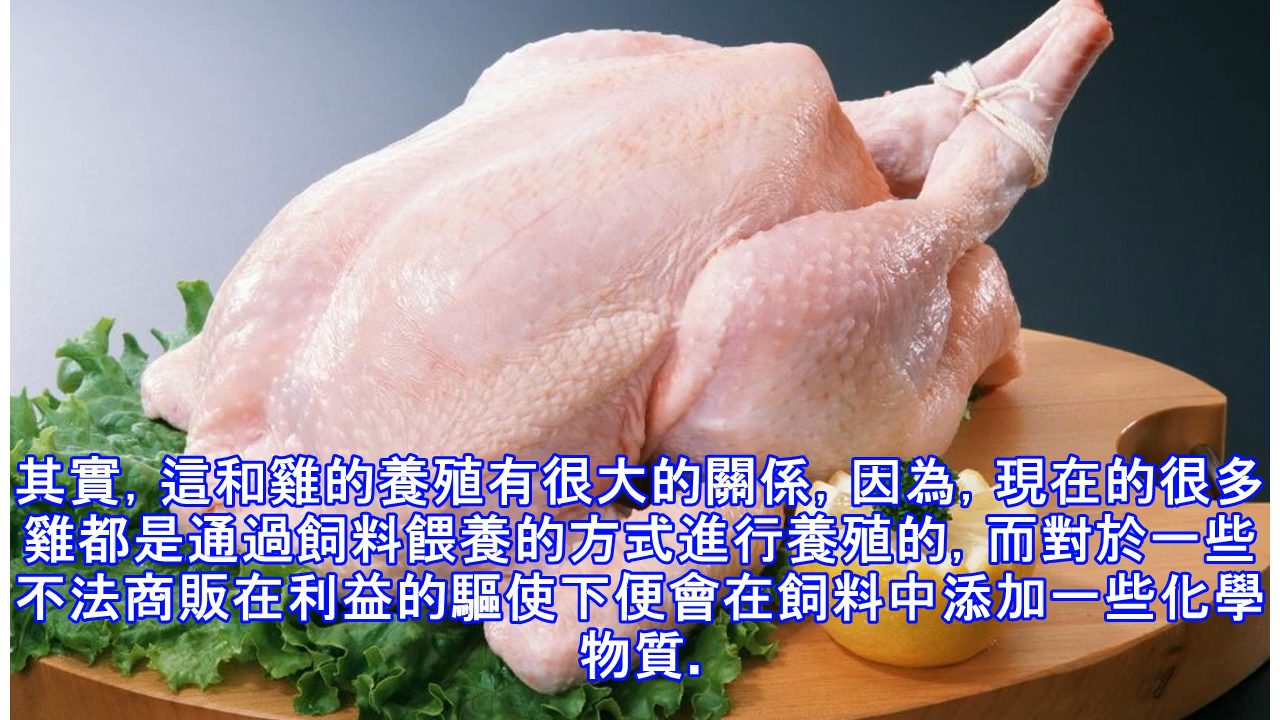 其實, 這和雞的養殖有很大的關係, 因為, 現在的很多
雞都是通過飼料餵養的方式進行養殖的, 而對於一些
不法商販在利益的驅使下便會在飼料中添加一些化學
物質.